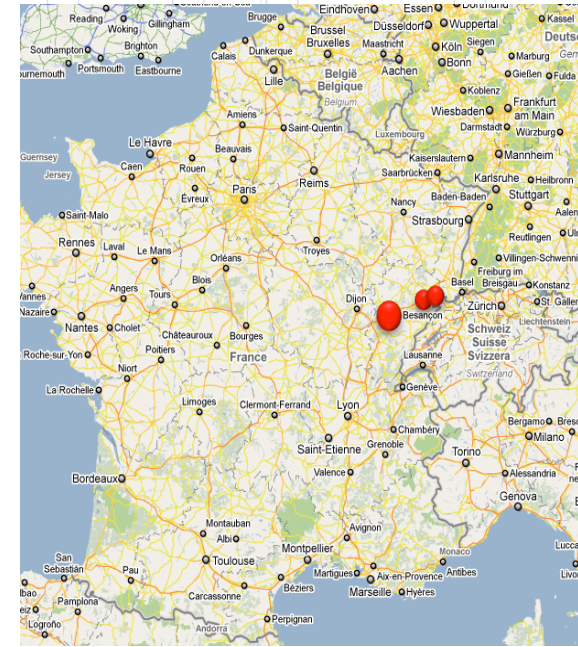 Eindhoven
Essen
Dortmund
Kassel
Reading
Gillingham
Brugge
Düsseldorf
Wuppertal
Woking
Brussel
Bruxelles
Maastricht
Köln
Siegen
Southampton
Brighton
Calais
Dunkerque
Bonn
Marburg
Portsmouth
Eastbourne
Lille
België
Belgique
Belgium
Aachen
Gießen
Fulda
Koblenz
Amiens
Saint-Quentin
Luxembourg
Wiesbaden
Frankfurt
am Main
Darmstadt
Würzburg
Le Havre
Beauvais
Kaiserslautern
Mannheim
Guernsey
Jersey
Caen
Rouen
Saarbrücken
Karlsruhe
Heilbronn
Évreux
Paris
Reims
Nancy
Baden-Baden
Stuttgart
Aalen
Saint-Malo
Strasbourg
Rennes
Laval
Le Mans
Orléans
Troyes
Reutlingen
Villingen-Schwenni
Freiburg im
Breisgau
Konstanz
Vannes
Angers
Tours
Blois
Dijon
Besançon
Basel
Zürich
St. Gallen
Nazaire
Nantes
Cholet
Châteauroux
Bourges
Liechtenstein
Schweiz
Suisse
Svizzera
Switzerland
Roche-sur-Yon
Poitiers
France
Lausanne
Niort
La Rochelle
Genève
Limoges
Clermont-Ferrand
Lyon
Chambéry
Bergamo
Milano
Saint-Etienne
Grenoble
Torino
Valence
Alessandria
Bordeaux
Genova
Montauban
Albi
Avignon
Toulouse
Montpellier
Monaco
San
Sebastián
Pau
Martigues
Aix-en-Provence
Antibes
Carcassonne
Béziers
Marseille
Hyères
Pamplona
Logroño
Andorra
Perpignan